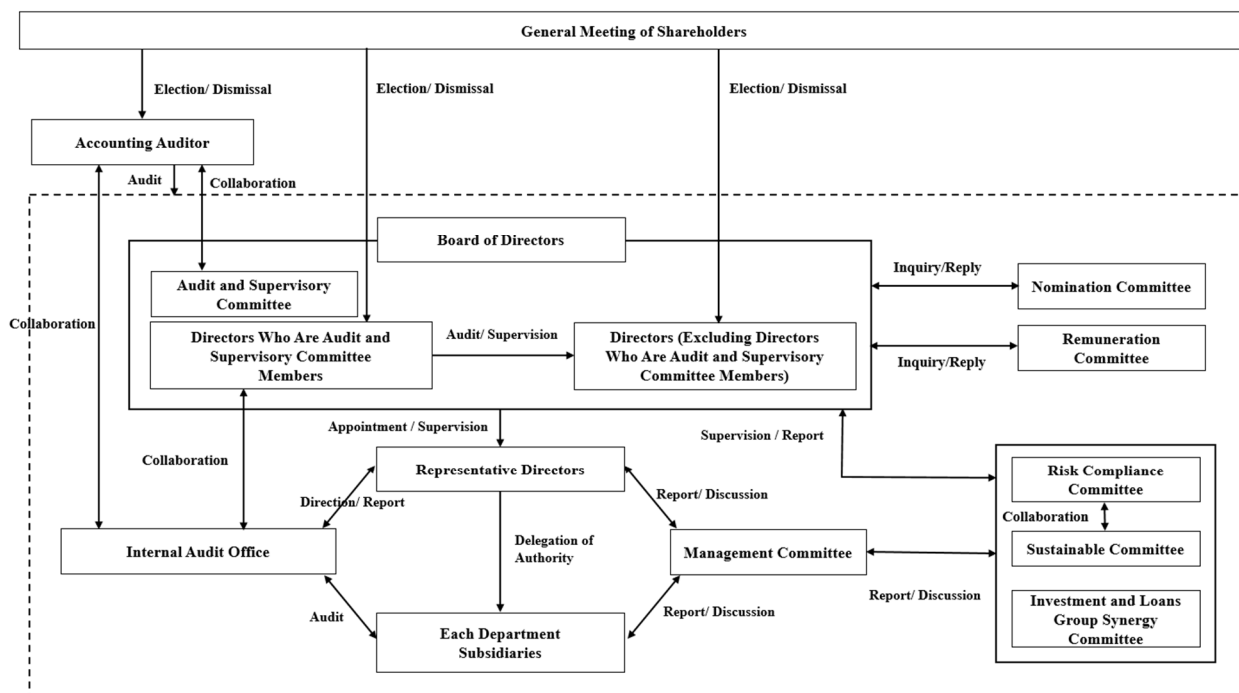 General Meeting of Shareholders
Election/ Dismissal
Election/ Dismissal
Election/ Dismissal
Accounting Auditor
Audit
Collaboration
Board of Directors
Audit and Supervisory
Committee
Inquiry/Reply
Nomination Committee
Collaboration
Directors Who Are Audit and
Supervisory Committee
Members
Audit/ Supervision
Directors (Excluding Directors
Who Are Audit and Supervisory
Committee Members)
Remuneration
Committee
Inquiry/Reply
Appointment / Supervision
Supervision / Report
Collaboration
Representative Directors
Direction/ Report
Report/ Discussion
Risk Compliance
Committee
Collaboration
Internal Audit Office
Delegation of
Authority
Management Committee
Sustainable Committee
Report/ Discussion
Audit
Report/ Discussion
Each Department
Subsidiaries
Investment and Loans
Group Synergy
Committee